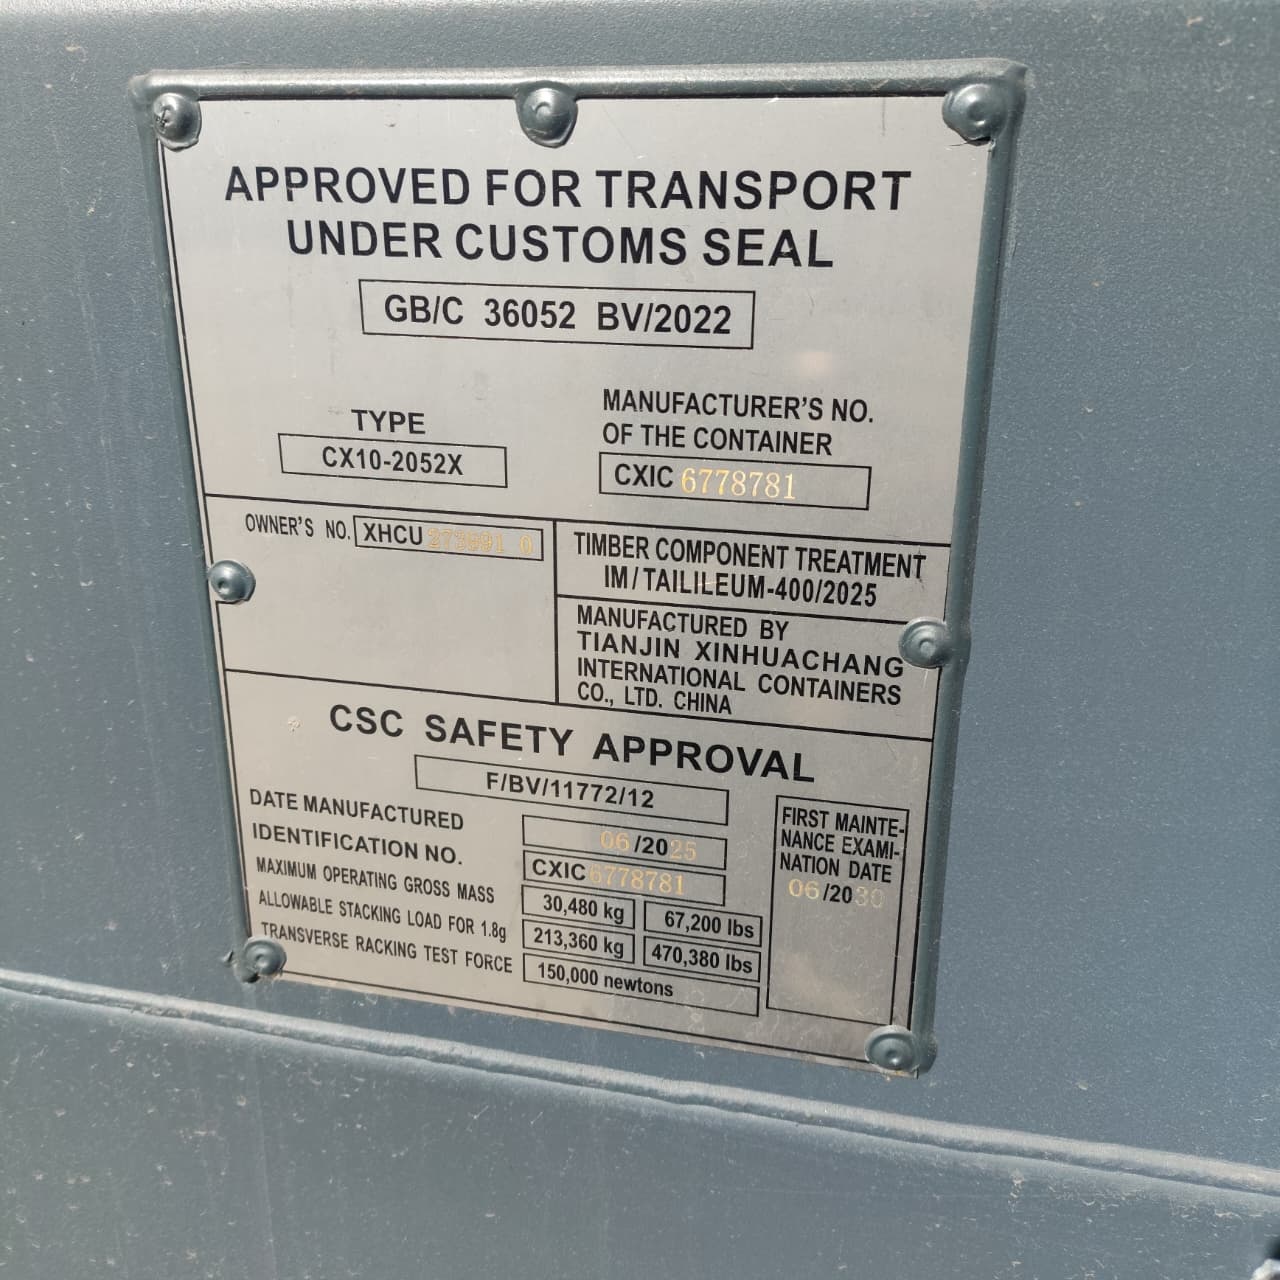 APPROVED FOR TRANSPORT
UNDER CUSTOMS SEAL
GB/C 36052 BV/2022
TYPE
CX10-2052X
MANUFACTURER'S NO.
OF THE CONTAINER
CXIC 6778781
OWNER'S NO. XHCU
TIMBER COMPONENT TREATMENT
IM/TAILILEUM-400/2025
MANUFACTURED BY
TIANJIN XINHUACHANG
INTERNATIONAL CONTAINERS
CO., LTD. CHINA
CSC SAFETY APPROVAL
F/BV/11772/12
DATE MANUFACTURED 06/2025
IDENTIFICATION NO. CXIC6778781
MAXIMUM OPERATING GROSS MASS 30,480 kg 67,200 lbs
ALLOWABLE STACKING LOAD FOR 1.8g 213,360 kg 470,380 lbs
TRANSVERSE RACKING TEST FORCE 150,000 newtons
FIRST MAINTE-
NANCE EXAMI-
NATION DATE
06/2030